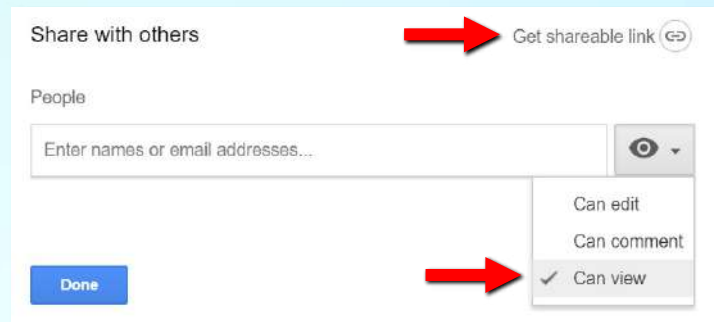 Share with others
Get shareable link
People
Enter names or email addresses...
Can edit
Can comment
Can view
Done